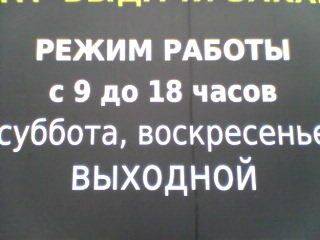 РЕЖИМ РАБОТЫ
с 9 до 18 часов
суббота, воскресенье
ВЫХОДНОЙ